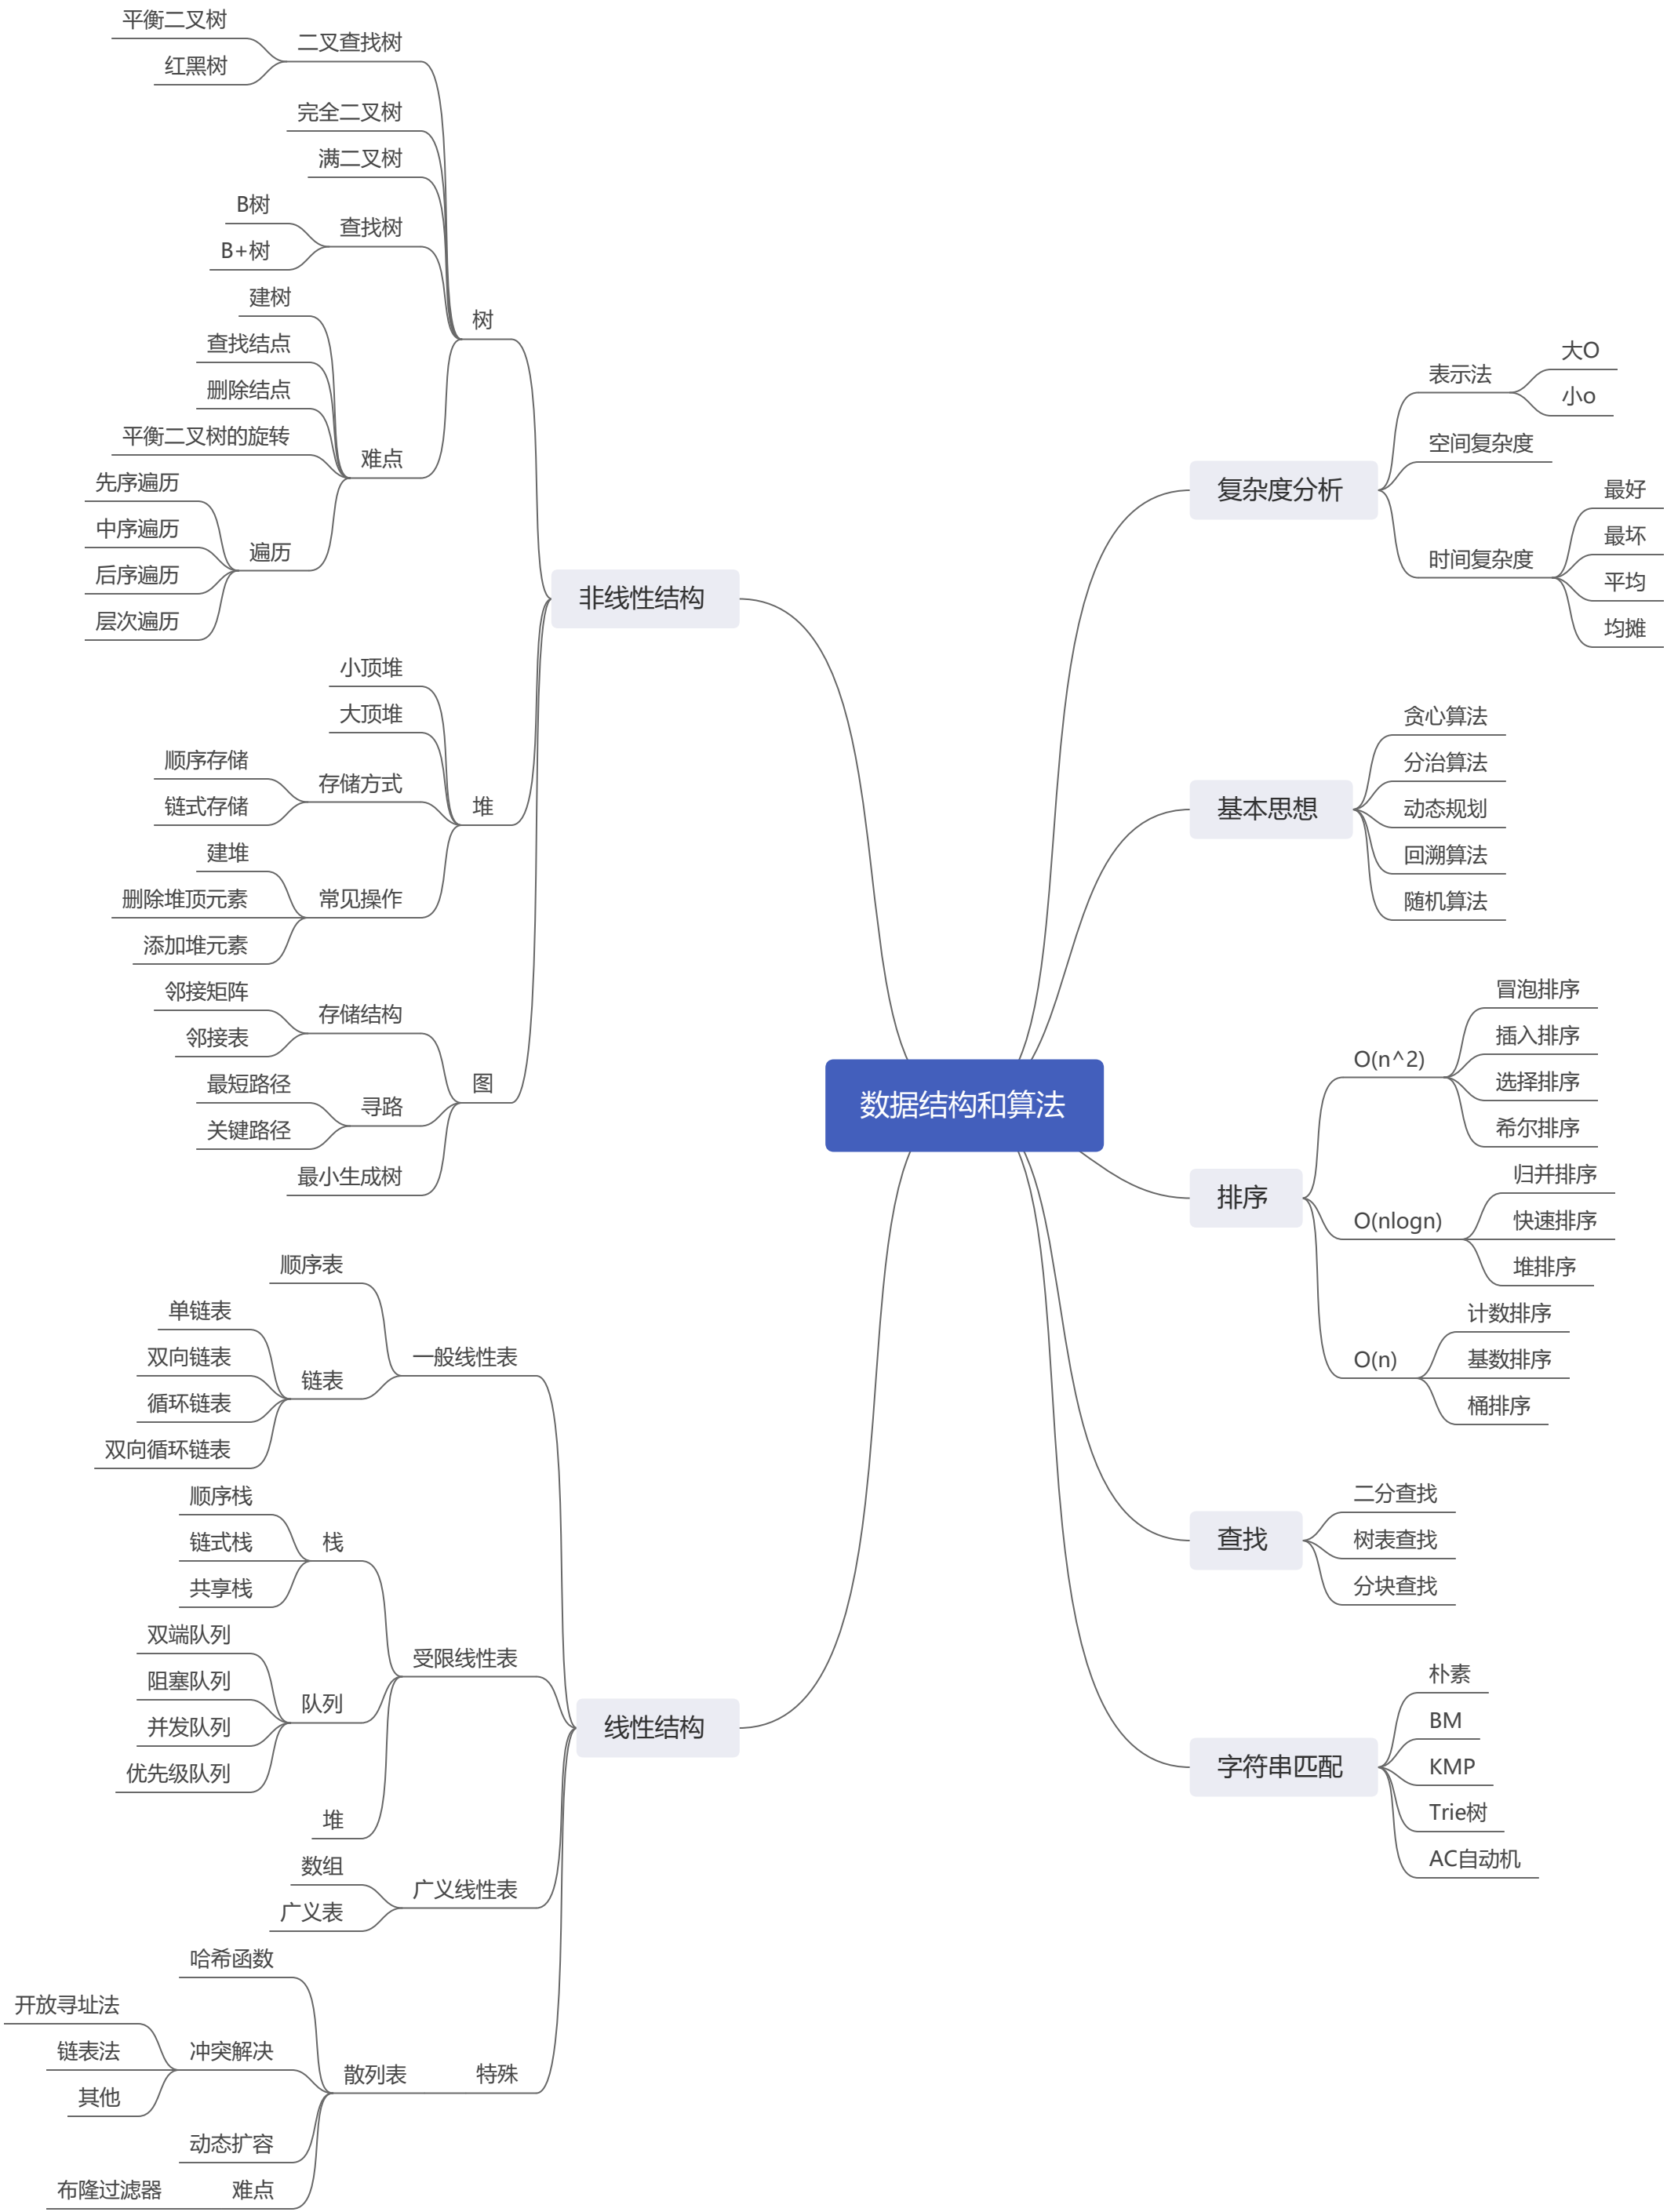 数据结构和算法
非线性结构
树
二叉查找树
平衡二叉树
红黑树
完全二叉树
满二叉树
查找树
B树
B+树
难点
建树
查找结点
删除结点
平衡二叉树的旋转
遍历
先序遍历
中序遍历
后序遍历
层次遍历
堆
小顶堆
大顶堆
存储方式
顺序存储
链式存储
常见操作
建堆
删除堆顶元素
添加堆元素
图
存储结构
邻接矩阵
邻接表
寻路
最短路径
关键路径
最小生成树
线性结构
一般线性表
顺序表
链表
单链表
双向链表
循环链表
双向循环链表
受限线性表
栈
顺序栈
链式栈
共享栈
队列
双端队列
阻塞队列
并发队列
优先级队列
堆
广义线性表
数组
广义表
特殊
散列表
哈希函数
冲突解决
开放寻址法
链表法
其他
动态扩容
难点
布隆过滤器
复杂度分析
表示法
大O
小o
空间复杂度
时间复杂度
最好
最坏
平均
均摊
基本思想
贪心算法
分治算法
动态规划
回溯算法
随机算法
排序
O(n^2)
冒泡排序
插入排序
选择排序
希尔排序
O(nlogn)
归并排序
快速排序
堆排序
O(n)
计数排序
基数排序
桶排序
查找
二分查找
树表查找
分块查找
字符串匹配
朴素
BM
KMP
Trie树
AC自动机